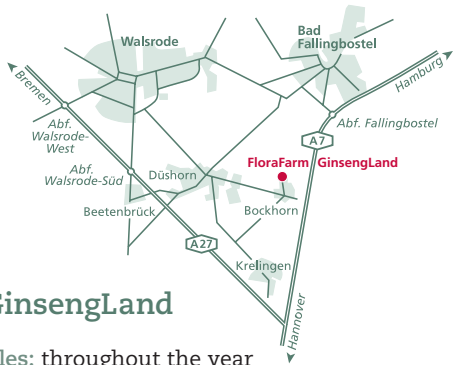 Walsrode
Bad
Fallingbostel
Bremen
Hamburg
Abf.
Walsrode-
West
Abf. Fallingbostel
A7
Abf.
Walsrode-Süd
Düshorn
FloraFarm GinsengLand
Beetenbrück
Bockhorn
A27
Krelingen
Hannover
GinsengLand
les: throughout the year